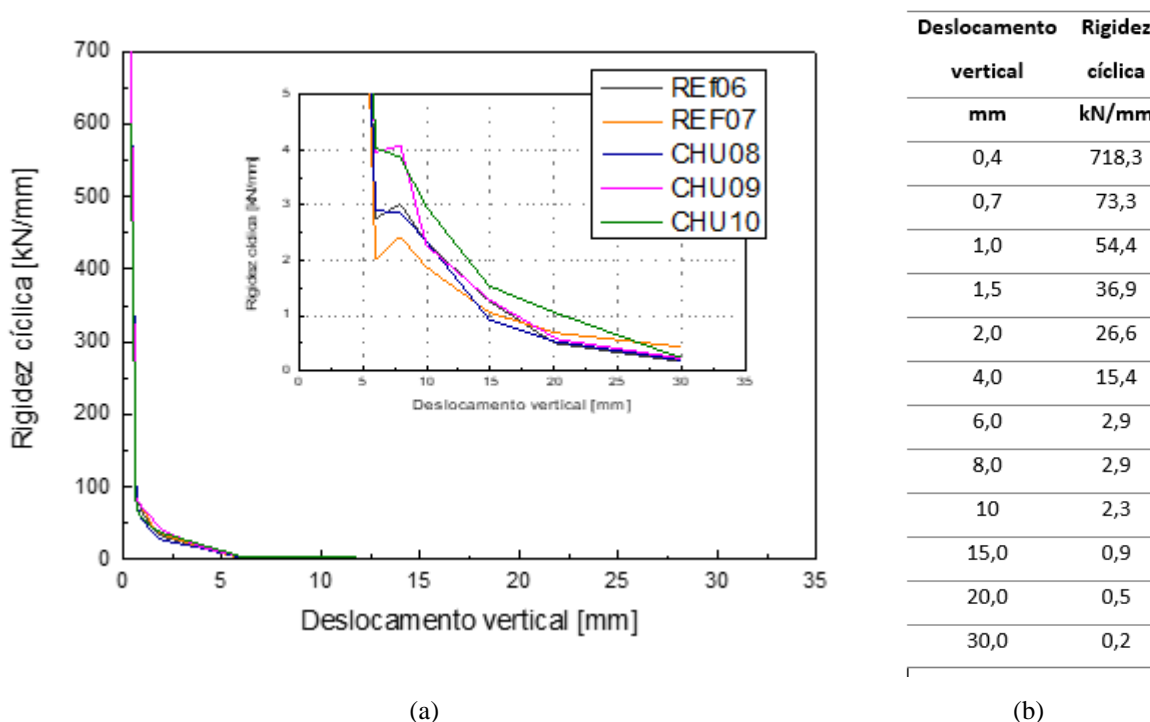 700
600
500
400
300
200
100
0
Rigidez cíclica [kN/mm]
0 5 10 15 20 25 30 35
Deslocamento vertical [mm]
5
4
3
2
1
0
Rigidez cíclica [kN/mm]
0 5 10 15 20 25 30 35
Deslocamento vertical [mm]
REf06
REF07
CHU08
CHU09
CHU10
(a)
Deslocamento Rigidez
vertical cíclica
mm kN/mm
0,4 718,3
0,7 73,3
1,0 54,4
1,5 36,9
2,0 26,6
4,0 15,4
6,0 2,9
8,0 2,9
10 2,3
15,0 0,9
20,0 0,5
30,0 0,2
(b)